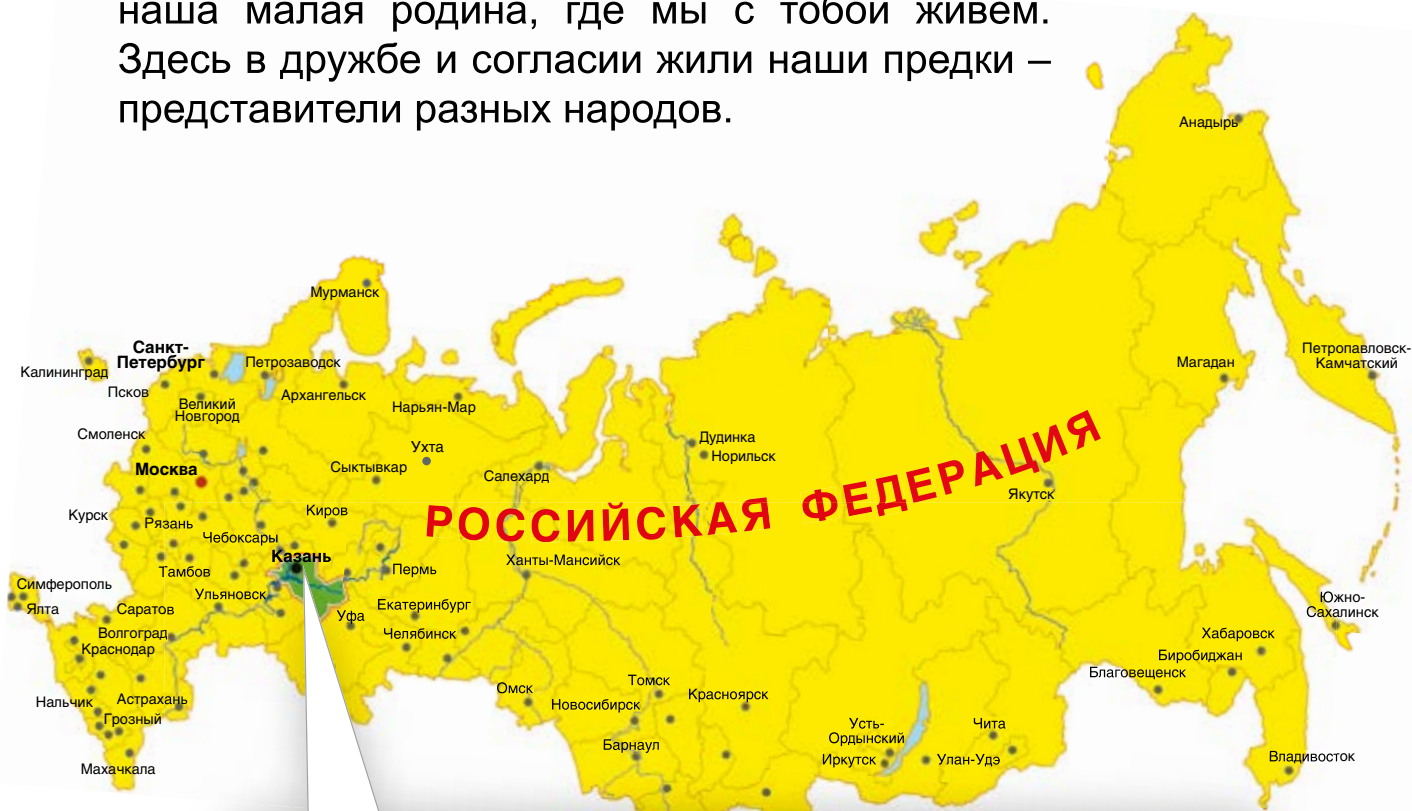 наша малая родина, где мы с тобой живем.
Здесь в дружбе и согласии жили наши предки –
представители разных народов.
Анадырь
Мурманск
Санкт-
Петербург
Петрозаводск
Калининград
Псков
Великий
Новгород
Архангельск
Нарьян-Мар
Магадан
Петропавловск-
Камчатский
Смоленск
Москва
Ухта
Сыктывкар
Салехард
Дудинка
Норильск
РОССИЙСКАЯ ФЕДЕРАЦИЯ
Якутск
Курск
Рязань
Киров
Чебоксары
Казань
Тамбов
Пермь
Ханты-Мансийск
Симферополь
Ялта
Ульяновск
Саратов
Уфа
Екатеринбург
Волгоград
Челябинск
Краснодар
Южно-
Сахалинск
Хабаровск
Биробиджан
Благовещенск
Нальчик
Астрахань
Грозный
Омск
Томск
Новосибирск
Красноярск
Барнаул
Усть-
Ордынский
Чита
Иркутск
Улан-Удэ
Владивосток
Махачкала